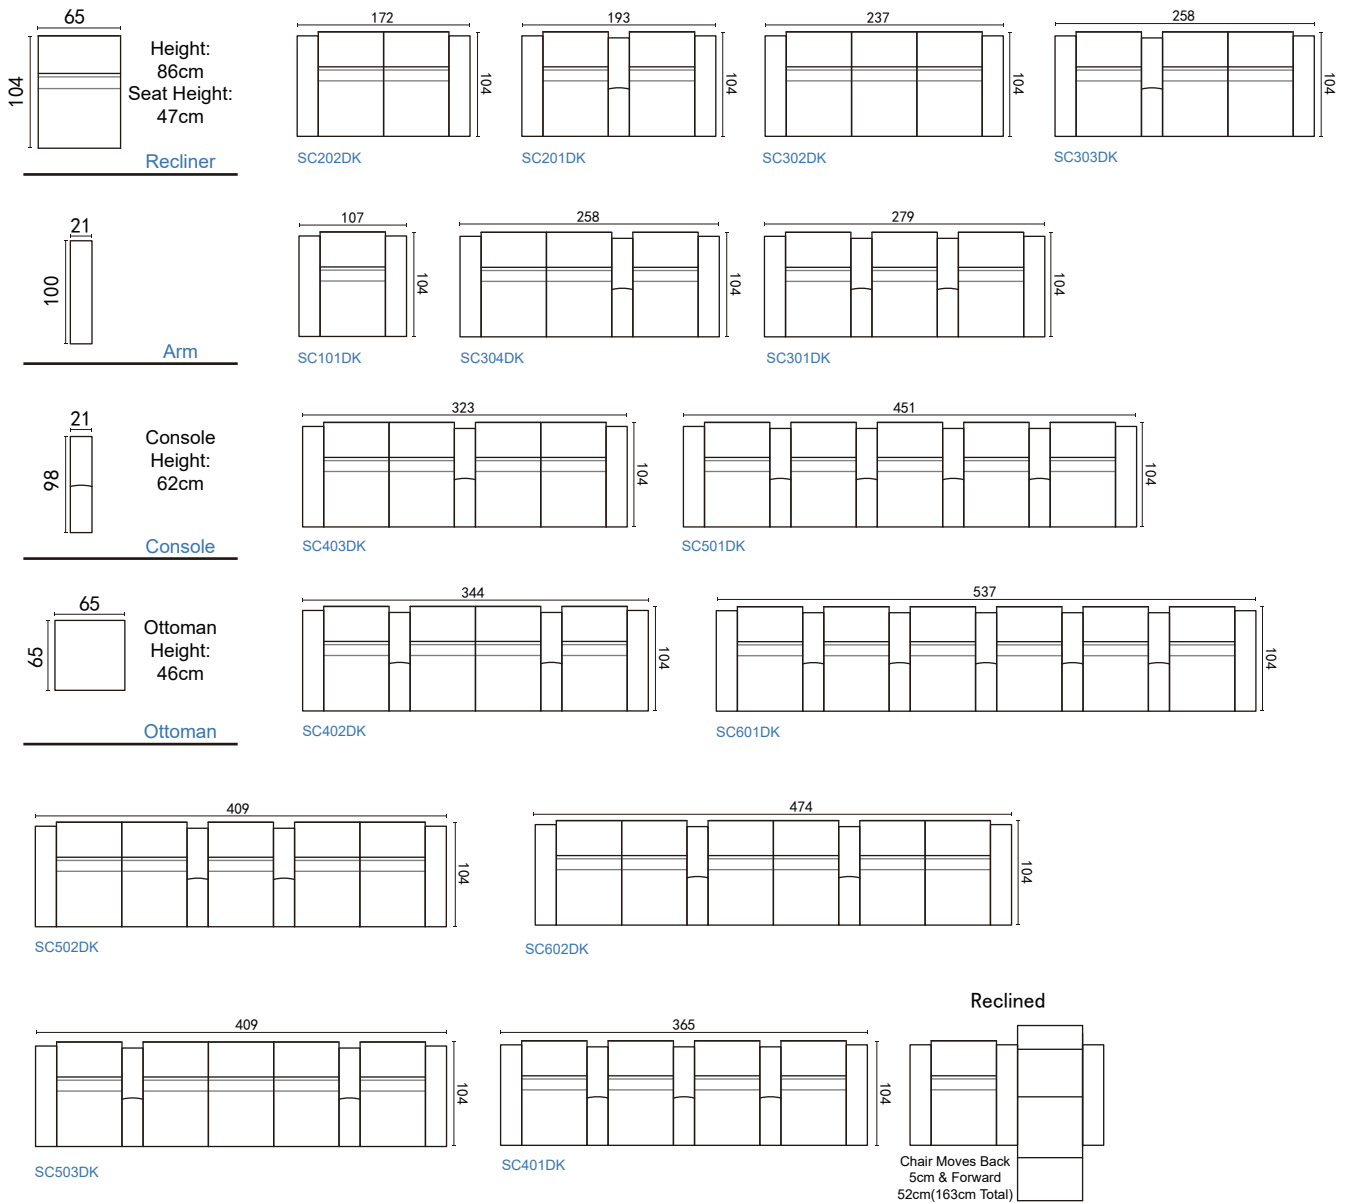 65
104
Height:
86cm
Seat Height:
47cm
Recliner
172
104
SC202DK
193
104
SC201DK
237
104
SC302DK
258
104
SC303DK
21
100
Arm
107
104
SC101DK
258
104
SC304DK
279
104
SC301DK
21
98
Console
Height:
62cm
Console
323
104
SC403DK
451
104
SC501DK
65
65
Ottoman
Height:
46cm
Ottoman
344
104
SC402DK
537
104
SC601DK
409
104
SC502DK
474
104
SC602DK
409
104
SC503DK
365
104
SC401DK
Reclined
Chair Moves Back
5cm & Forward
52cm(163cm Total)